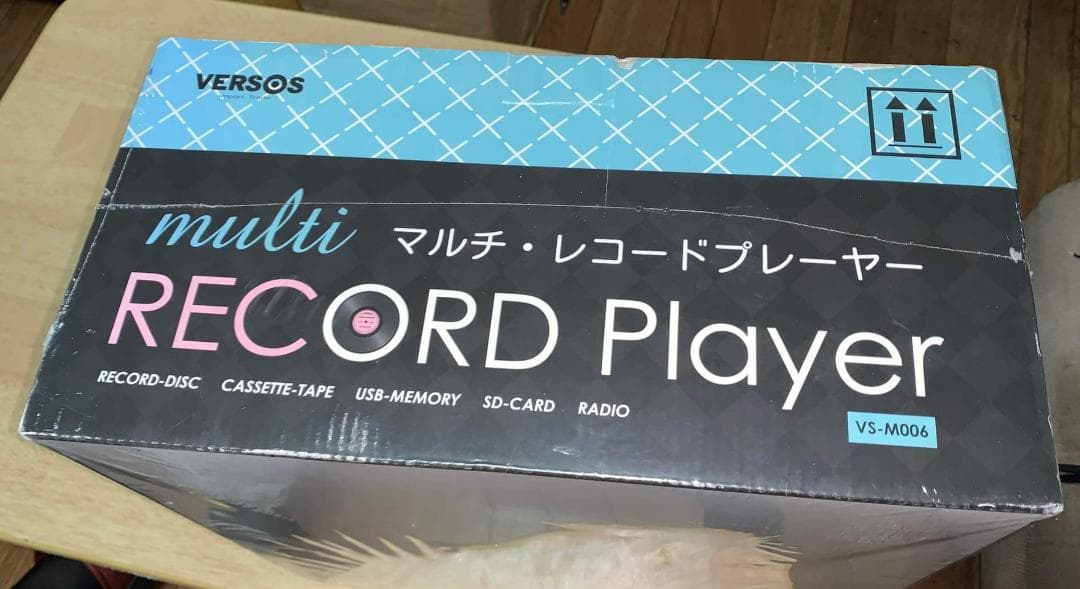 VERSOS
multi マルチ・レコードプレーヤー
RECORD Player
RECORD-DISC CASSETTE-TAPE USB-MEMORY SD-CARD RADIO
VS-M006